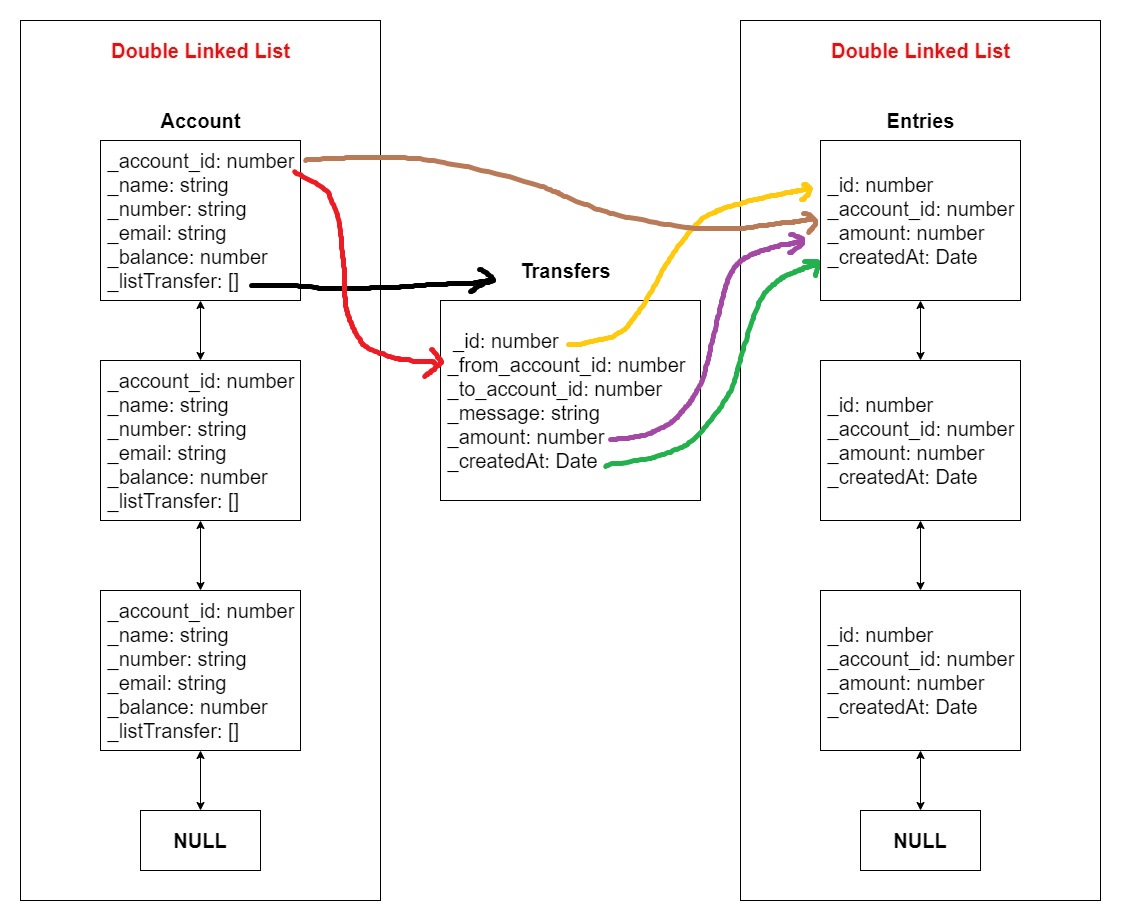 Double Linked List
Account
_account_id: number
_name: string
_number: string
_email: string
_balance: number
_listTransfer: []
_account_id: number
_name: string
_number: string
_email: string
_balance: number
_listTransfer: []
_account_id: number
_name: string
_number: string
_email: string
_balance: number
_listTransfer: []
NULL
Transfers
_id: number
_from_account_id: number
_to_account_id: number
_message: string
_amount: number
_createdAt: Date
Double Linked List
Entries
_id: number
_account_id: number
_amount: number
_createdAt: Date
_id: number
_account_id: number
_amount: number
_createdAt: Date
_id: number
_account_id: number
_amount: number
_createdAt: Date
NULL